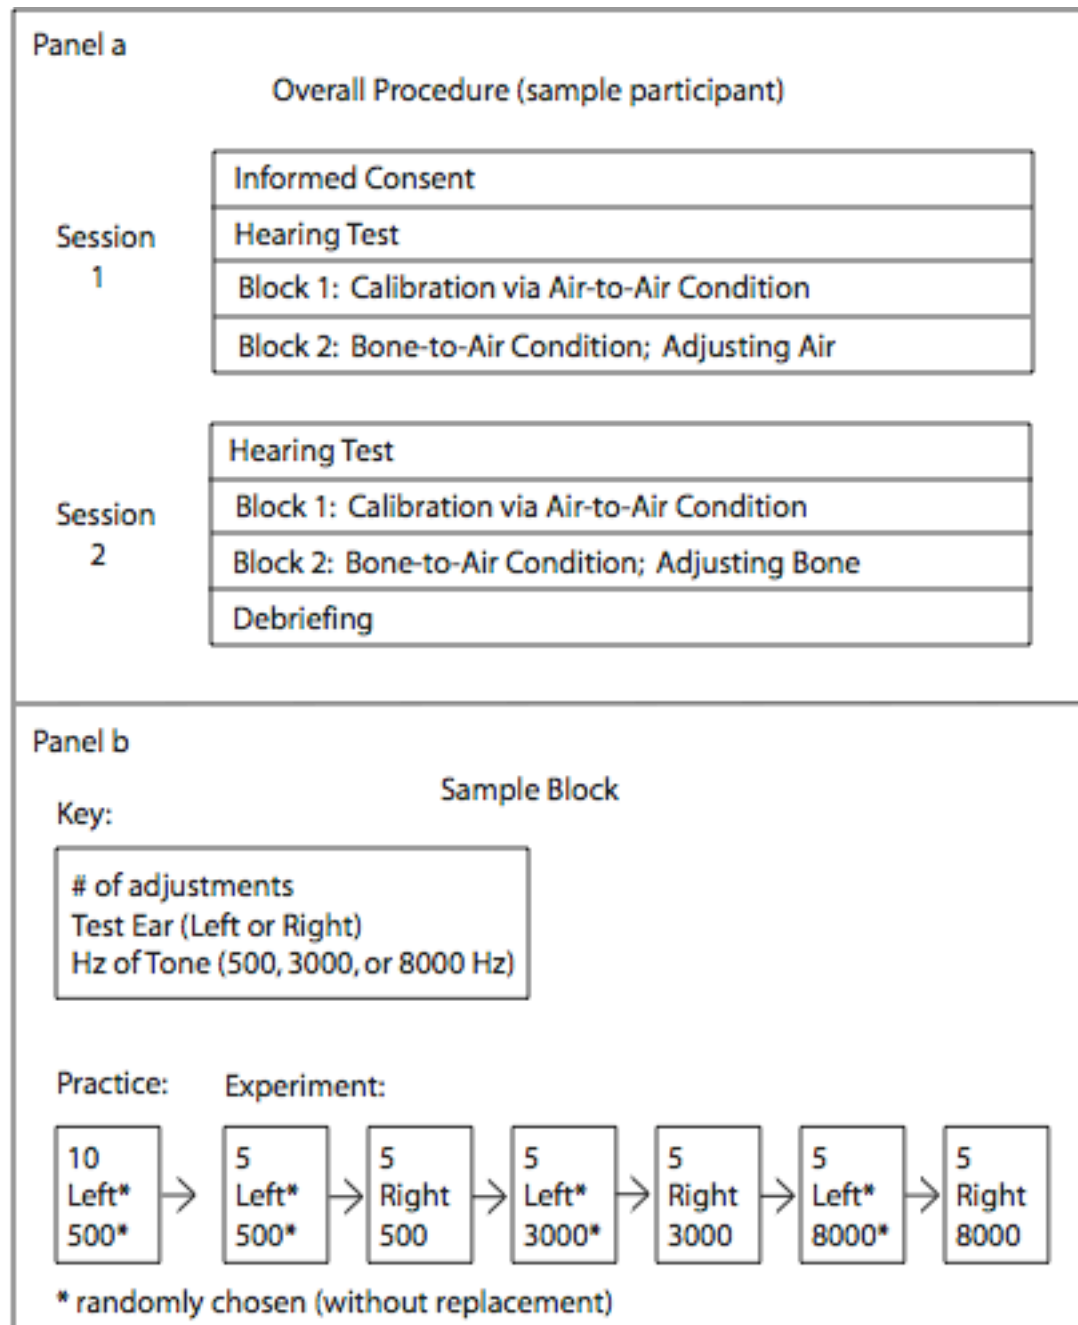 Panel a
Overall Procedure (sample participant)
Session
1
Informed Consent
Hearing Test
Block 1: Calibration via Air-to-Air Condition
Block 2: Bone-to-Air Condition; Adjusting Air
Session
2
Hearing Test
Block 1: Calibration via Air-to-Air Condition
Block 2: Bone-to-Air Condition; Adjusting Bone
Debriefing
Panel b
Sample Block
Key:
# of adjustments
Test Ear (Left or Right)
Hz of Tone (500, 3000, or 8000 Hz)
Practice:
Experiment:
10
Left*
500*
5
Left*
500*
5
Right
500
5
Left*
3000*
5
Right
3000
5
Left*
8000*
5
Right
8000
* randomly chosen (without replacement)